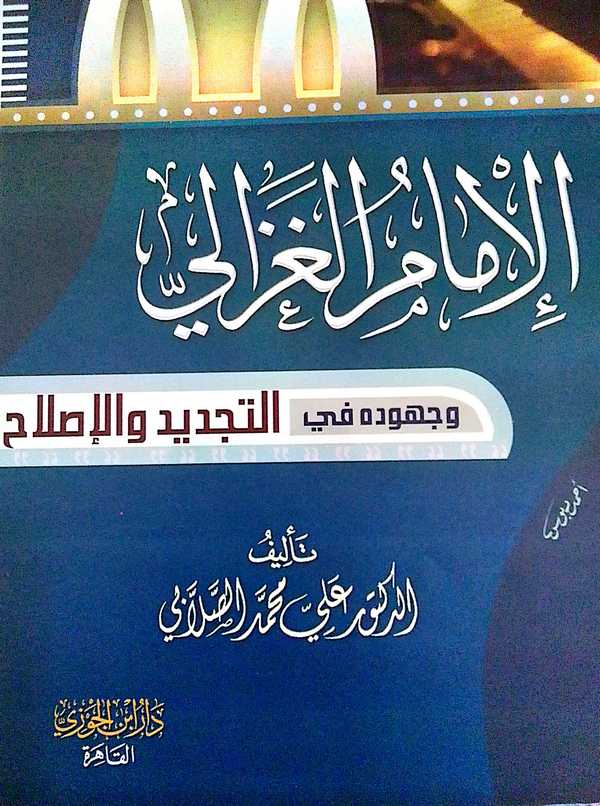 الإمام الغزالي
وجهوده في التجديد والإصلاح
تأليف
الدكتور علي محمد الصلابي
دار ابن الجوزي
القاهرة